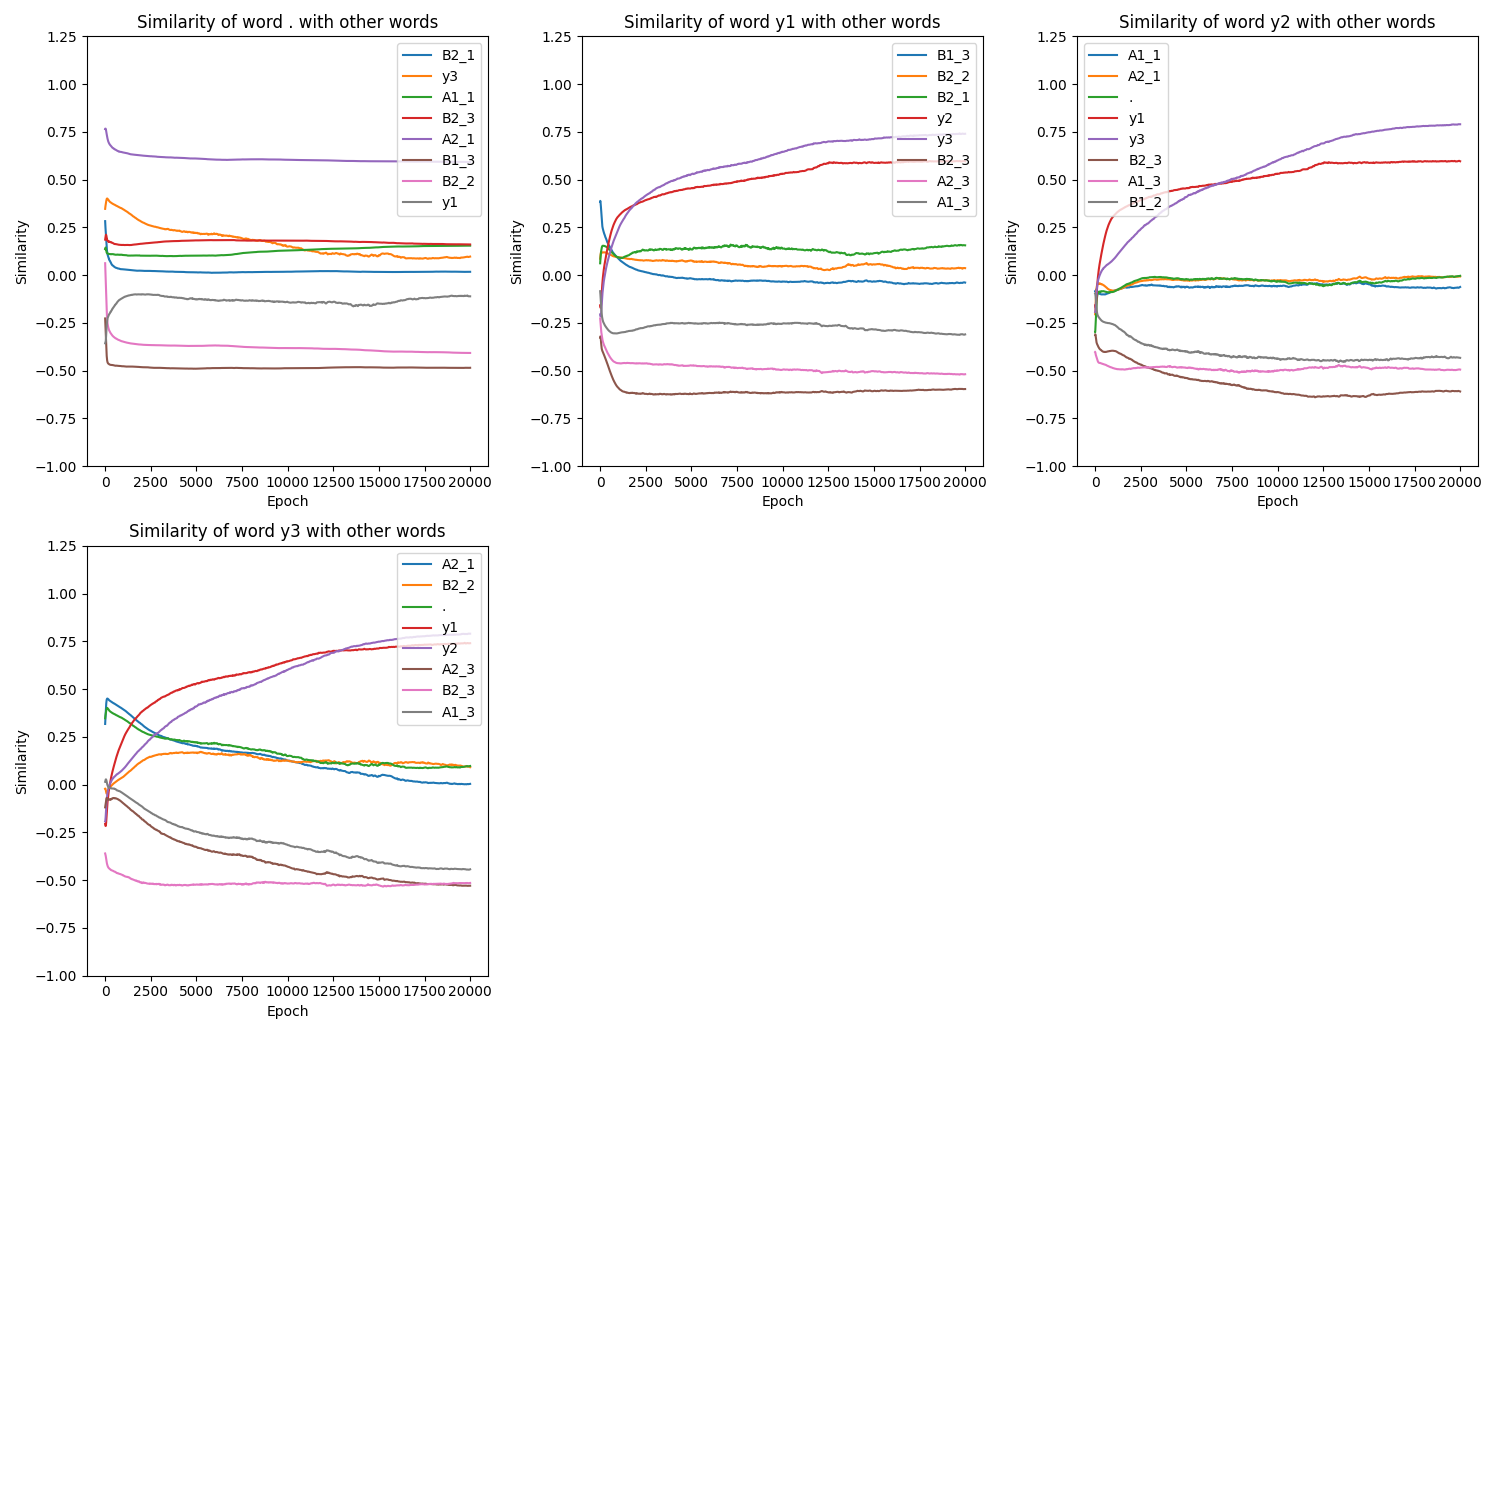 Similarity of word . with other words
1.25
1.00
0.75
0.50
0.25
0.00
−0.25
−0.50
−0.75
−1.00
Similarity
B2_1
y3
A1_1
B2_3
A2_1
B1_3
B2_2
y1
0 2500 5000 7500 10000 12500 15000 17500 20000
Epoch
Similarity of word y1 with other words
1.25
1.00
0.75
0.50
0.25
0.00
−0.25
−0.50
−0.75
−1.00
Similarity
B1_3
B2_2
B2_1
y2
y3
B2_3
A2_3
A1_3
0 2500 5000 7500 10000 12500 15000 17500 20000
Epoch
Similarity of word y2 with other words
1.25
1.00
0.75
0.50
0.25
0.00
−0.25
−0.50
−0.75
−1.00
Similarity
A1_1
A2_1
.
y1
y3
B2_3
A1_3
B1_2
0 2500 5000 7500 10000 12500 15000 17500 20000
Epoch
Similarity of word y3 with other words
1.25
1.00
0.75
0.50
0.25
0.00
−0.25
−0.50
−0.75
−1.00
Similarity
A2_1
B2_2
.
y1
y2
A2_3
B2_3
A1_3
0 2500 5000 7500 10000 12500 15000 17500 20000
Epoch